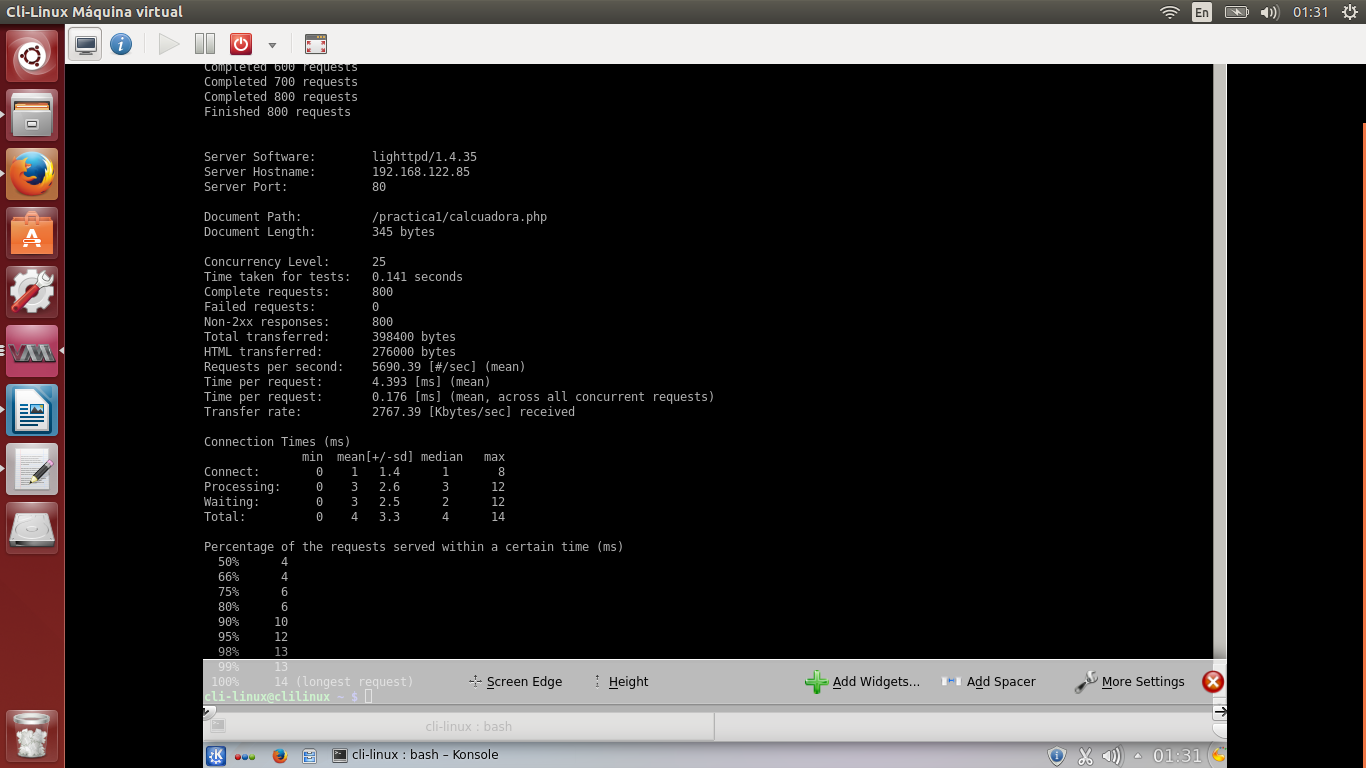 Cli-Linux Máquina virtual
En
01:31
Completed 600 requests
Completed 700 requests
Completed 800 requests
Finished 800 requests
Server Software: lighttpd/1.4.35
Server Hostname: 192.168.122.85
Server Port: 80
Document Path: /practica1/calcuadora.php
Document Length: 345 bytes
Concurrency Level: 25
Time taken for tests: 0.141 seconds
Complete requests: 800
Failed requests: 0
Non-2xx responses: 800
Total transferred: 398400 bytes
HTML transferred: 276000 bytes
Requests per second: 5690.39 [#/sec] (mean)
Time per request: 4.393 [ms] (mean)
Time per request: 0.176 [ms] (mean, across all concurrent requests)
Transfer rate: 2767.39 [Kbytes/sec] received
Connection Times (ms)
min mean[+/-sd] median max
Connect: 0 1 1.4 1 8
Processing: 0 3 2.6 3 12
Waiting: 0 3 2.5 2 12
Total: 0 4 3.3 4 14
Percentage of the requests served within a certain time (ms)
50% 4
66% 4
75% 6
80% 6
90% 10
95% 12
98% 13
99% 13
100% 14 (longest request)
Screen Edge
Height
Add Widgets...
Add Spacer
More Settings
cli-linux@clilinux ~ $
cli-linux : bash
cli-linux : bash – Konsole
01:31